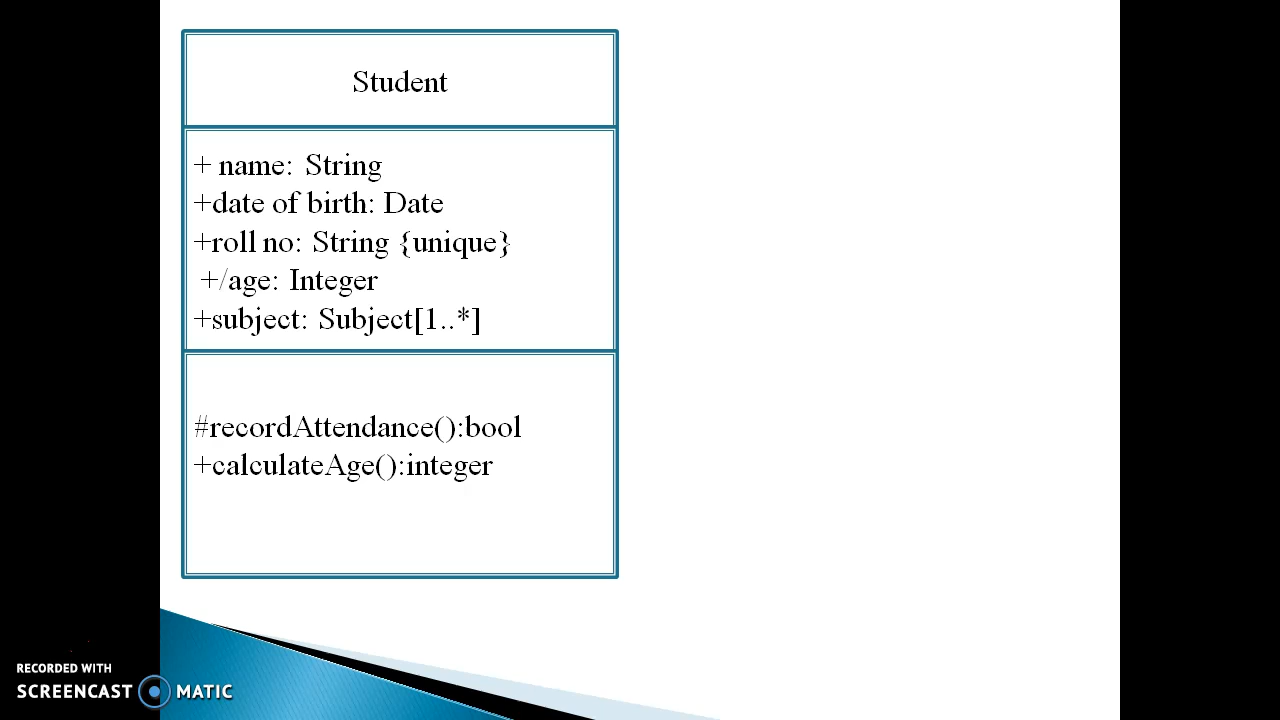 Student
+ name: String
+date of birth: Date
+roll no: String {unique}
+/age: Integer
+subject: Subject[1..*]
#recordAttendance():bool
+calculateAge():integer
RECORDED WITH
SCREENCAST MATIC